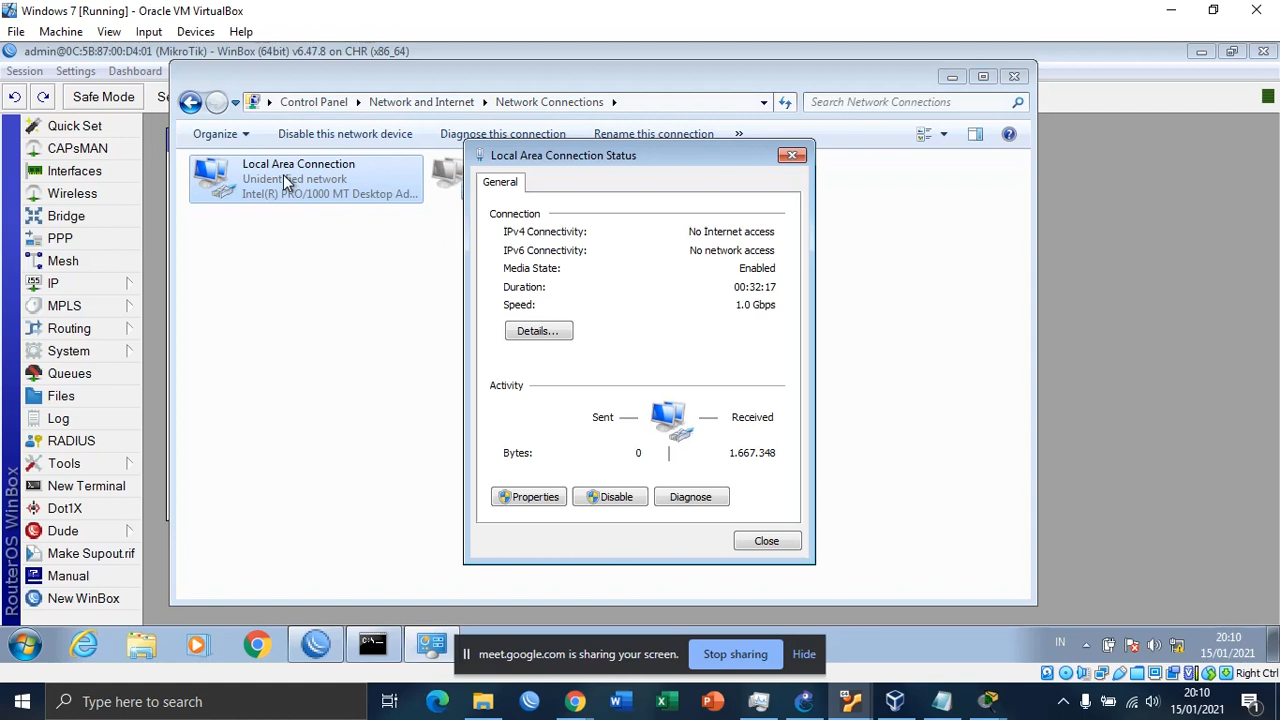 Windows 7 [Running] - Oracle VM VirtualBox
File Machine View Input Devices Help
admin@0C:5B:87:00:D4:01 (MikroTik) - WinBox (64bit) v6.47.8 on CHR (x86_64)
Session Settings Dashboard
Safe Mode
Control Panel Network and Internet Network Connections
Search Network Connections
Organize Disable this network device Diagnose this connection Rename this connection »
Quick Set
CAPsMAN
Interfaces
Wireless
Bridge
PPP
Mesh
IP
MPLS
Routing
System
Queues
Files
Log
RADIUS
Tools
New Terminal
Dot1X
Dude
Make Supout.rif
Manual
New WinBox
RouterOS WinBox
Local Area Connection
Unidentified network
Intel(R) PRO/1000 MT Desktop Ad...
Local Area Connection Status
General
Connection
IPv4 Connectivity: No Internet access
IPv6 Connectivity: No network access
Media State: Enabled
Duration: 00:32:17
Speed: 1.0 Gbps
Details...
Activity
Sent — — Received
Bytes: 0 1.667.348
Properties Disable Diagnose
Close
IN
20:10
15/01/2021
meet.google.com is sharing your screen. Stop sharing Hide
Right Ctrl
Type here to search
20:10
15/01/2021
1